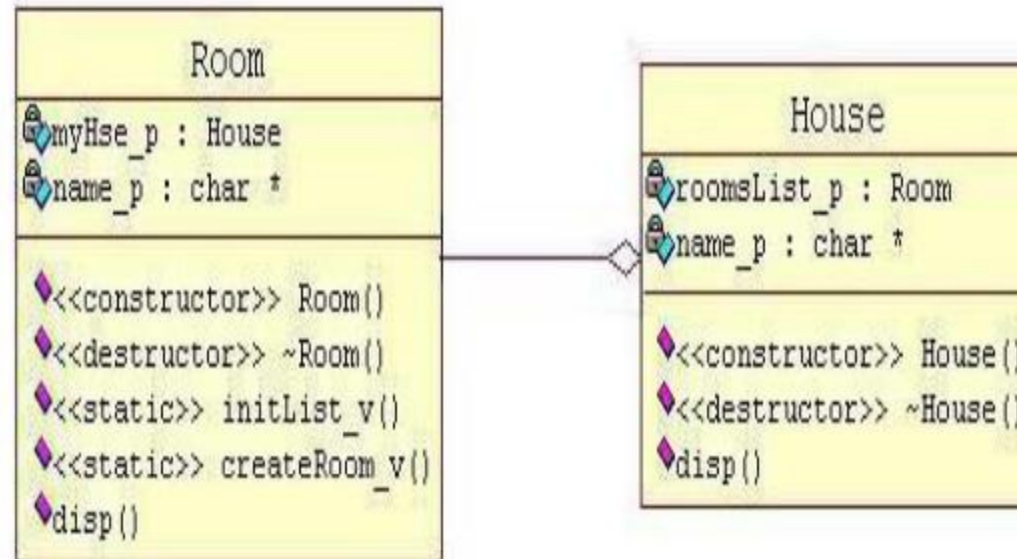 Room
myHse_p : House
name_p : char *
<<constructor>> Room()
<<destructor>> ~Room()
<<static>> initList_v()
<<static>> createRoom_v()
disp()
House
roomsList_p : Room
name_p : char *
<<constructor>> House()
<<destructor>> ~House()
disp()